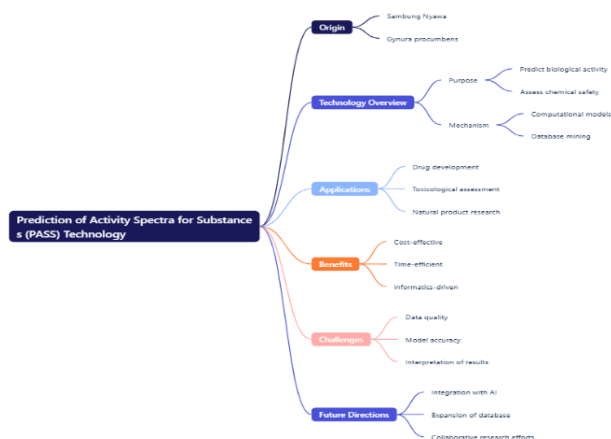 Origin
Sambung Nyawa
Gynura procumbens
Technology Overview
Purpose
Predict biological activity
Assess chemical safety
Mechanism
Computational models
Database mining
Prediction of Activity Spectra for Substance
s (PASS) Technology
Applications
Drug development
Toxicological assessment
Natural product research
Benefits
Cost-effective
Time-efficient
Informatics-driven
Challenges
Data quality
Model accuracy
Interpretation of results
Future Directions
Integration with AI
Expansion of database
Collaborative research efforts